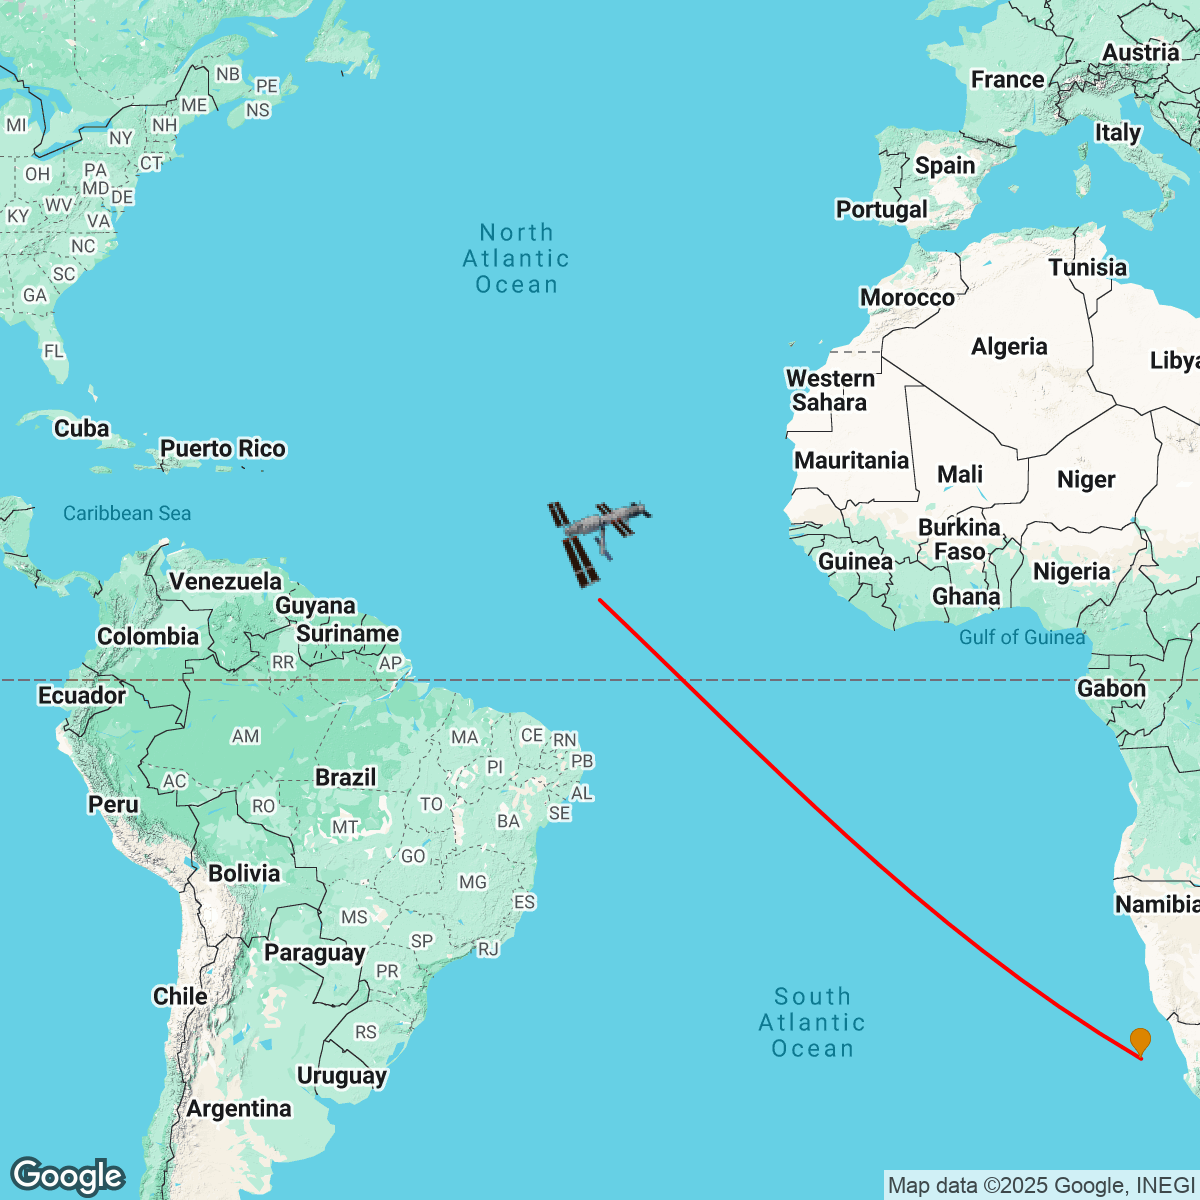 Austria
France
NB
PE
NS
ME
MI
NH
NY
Italy
CT
OH
PA
MD
DE
Spain
WV
KY
VA
Portugal
NC
SC
GA
North
Atlantic
Ocean
Tunisia
Morocco
FL
Algeria
Libya
Western
Sahara
Cuba
Puerto Rico
Mauritania
Mali
Niger
Caribbean Sea
Burkina
Faso
Guinea
Nigeria
Venezuela
Ghana
Guyana
Suriname
Colombia
Gulf of Guinea
RR
AP
Ecuador
Gabon
AM
MA
CE
RN
PB
PI
AC
Brazil
AL
Peru
RO
TO
SE
MT
BA
GO
Bolivia
MG
ES
Namibia
MS
SP
RJ
Paraguay
PR
Chile
South
Atlantic
Ocean
RS
Uruguay
Argentina
Google
Map data ©2025 Google, INEGI